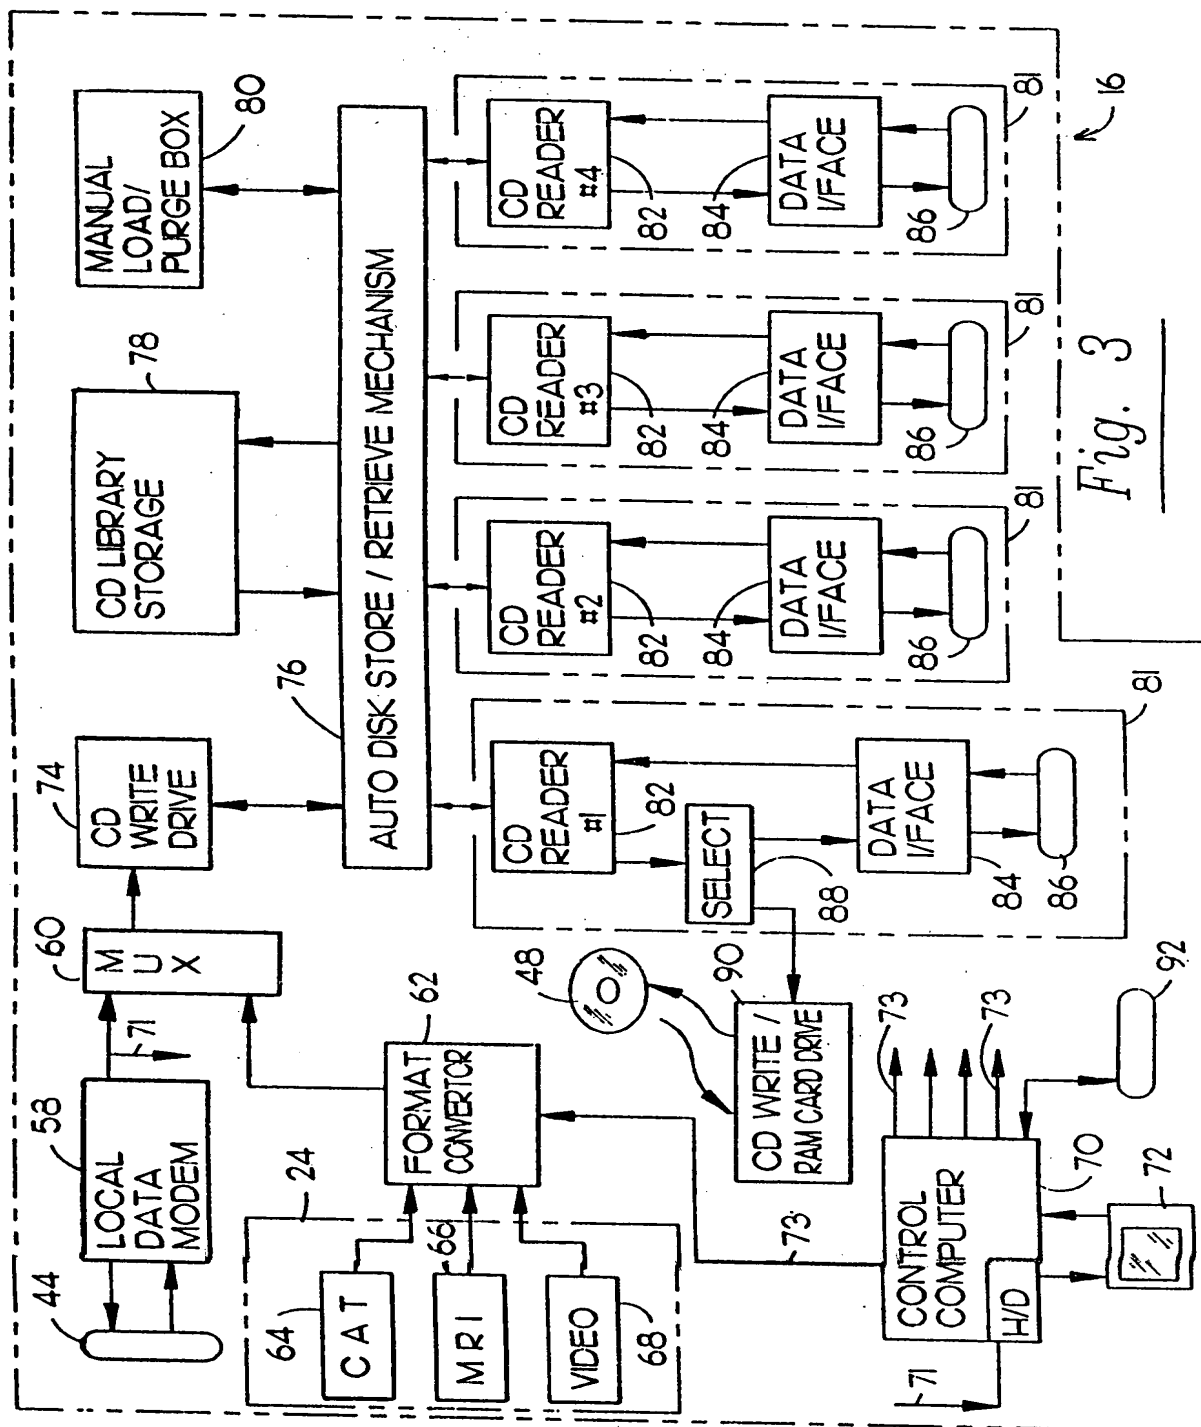 44
58
LOCAL
DATA
MODEM
71
60
M
U
X
74
CD
WRITE
DRIVE
78
CD LIBRARY
STORAGE
80
MANUAL
LOAD/
PURGE BOX
24
64
CAT
66
MRI
VIDEO
68
62
FORMAT
CONVERTOR
76
AUTO DISK STORE / RETRIEVE MECHANISM
73
48
90
CD WRITE /
RAM CARD DRIVE
CD
READER
#1
82
SELECT
88
DATA
I/FACE
84
86
81
CD
READER
#2
82
84
DATA
I/FACE
86
81
CD
READER
#3
82
84
DATA
I/FACE
86
81
CD
READER
#4
82
84
DATA
I/FACE
86
81
71
CONTROL
COMPUTER
H/D
73
73
70
72
92
16
Fig. 3